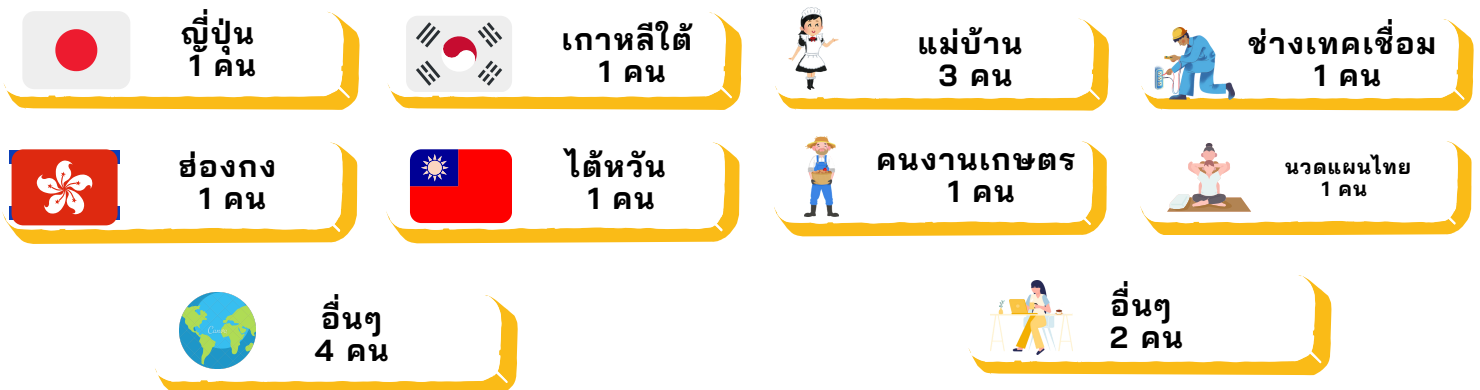 ญี่ปุ่น
1 คน
เกาหลีใต้
1 คน
แม่บ้าน
3 คน
ช่างเทคเชื่อม
1 คน
ฮ่องกง
1 คน
ไต้หวัน
1 คน
คนงานเกษตร
1 คน
นวดแผนไทย
1 คน
อื่นๆ
4 คน
อื่นๆ
2 คน